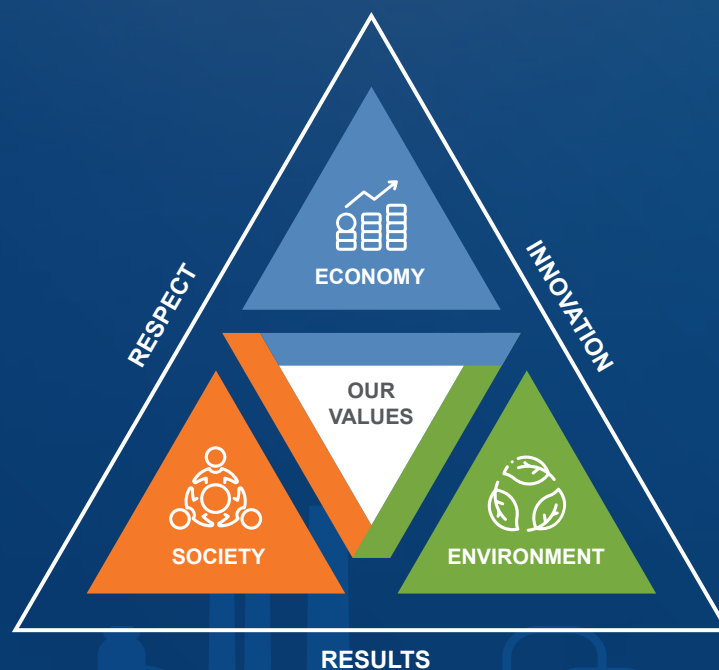 RESPECT
INNOVATION
ECONOMY
OUR
VALUES
SOCIETY
ENVIRONMENT
RESULTS